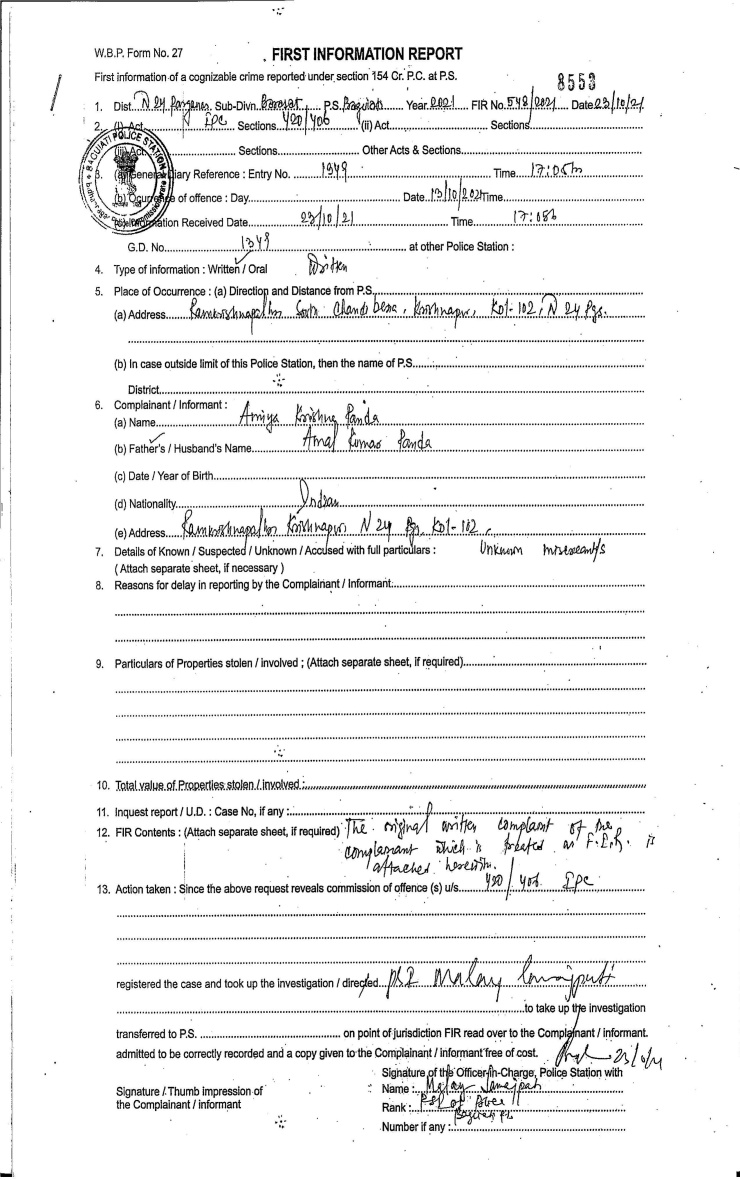 W.B.P. Form No. 27
FIRST INFORMATION REPORT
First information of a cognizable crime reported under section 154 Cr. P.C. at P.S.
8553
1. Dist. N 24 Parganas Sub-Divn. Barasat P.S. Baguiati Year 2021 FIR No. 548/2021 Date 23/10/21
2. (i) Act IPC Sections 420/406 (ii) Act Sections
(iii) Act Sections Other Acts & Sections
BAGUIATI POLICE STATION
3. (a) General Diary Reference : Entry No. 1349 Time 17:05
(b) Ocurrence of offence : Day Date 13/10/2021 Time
Information Received Date 23/10/21 Time 17:05
G.D. No. 1349 at other Police Station :
4. Type of information : Written / Oral Written
5. Place of Occurrence : (a) Direction and Distance from P.S.
(a) Address Ramkrishnapalli South Chandiberia, Krishnapur, Kol-102, N 24 Pgs.
(b) In case outside limit of this Police Station, then the name of P.S.
District
6. Complainant / Informant :
(a) Name Amiya Krishna Panda
(b) Father's / Husband's Name Amal Kumar Panda
(c) Date / Year of Birth
(d) Nationality Indian
(e) Address Ramkrishnapalli Krishnapur N 24 Pgs Kol-102
7. Details of Known / Suspected / Unknown / Accused with full particulars : Unknown miscreant/s
( Attach separate sheet, if necessary )
8. Reasons for delay in reporting by the Complainant / Informant:
9. Particulars of Properties stolen / involved ; (Attach separate sheet, if required)
10. Total value of Properties stolen / involved :
11. Inquest report / U.D. : Case No, if any :
12. FIR Contents : (Attach separate sheet, if required) The original written complaint of the
complainant which is treated as F.I.R. is
attached herewith.
13. Action taken : Since the above request reveals commission of offence (s) u/s. 420/406 IPC
registered the case and took up the investigation / directed PSI Malay
to take up the investigation
transferred to P.S. on point of jurisdiction FIR read over to the Complainant / informant.
admitted to be correctly recorded and a copy given to the Complainant / informant free of cost.
23/10/21
Signature of the Officer-in-Charge, Police Station with
Signature / Thumb impression of
the Complainant / informant
Name : Malay
Rank : PSI of Police
Baguiati PS
Number if any :